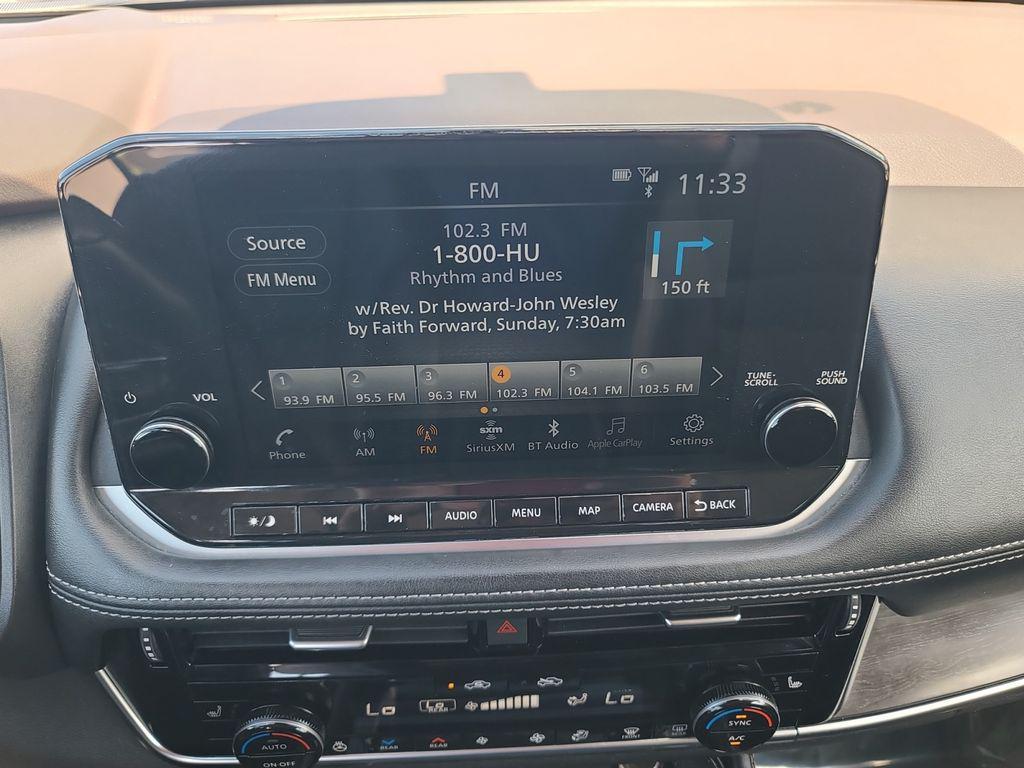 FM
11:33
Source
102.3 FM
1-800-HU
FM Menu
Rhythm and Blues
150 ft
w/Rev. Dr Howard-John Wesley
by Faith Forward, Sunday, 7:30am
1 2 3 4 5 6
93.9 FM 95.5 FM 96.3 FM 102.3 FM 104.1 FM 103.5 FM
VOL
TUNE-
SCROLL
PUSH
SOUND
Phone AM FM SiriusXM BT Audio Apple CarPlay Settings
sxm
AUDIO MENU MAP CAMERA BACK
Lo Lo REAR Lo
AUTO
ON·OFF
REAR REAR FRONT REAR
SYNC
A/C